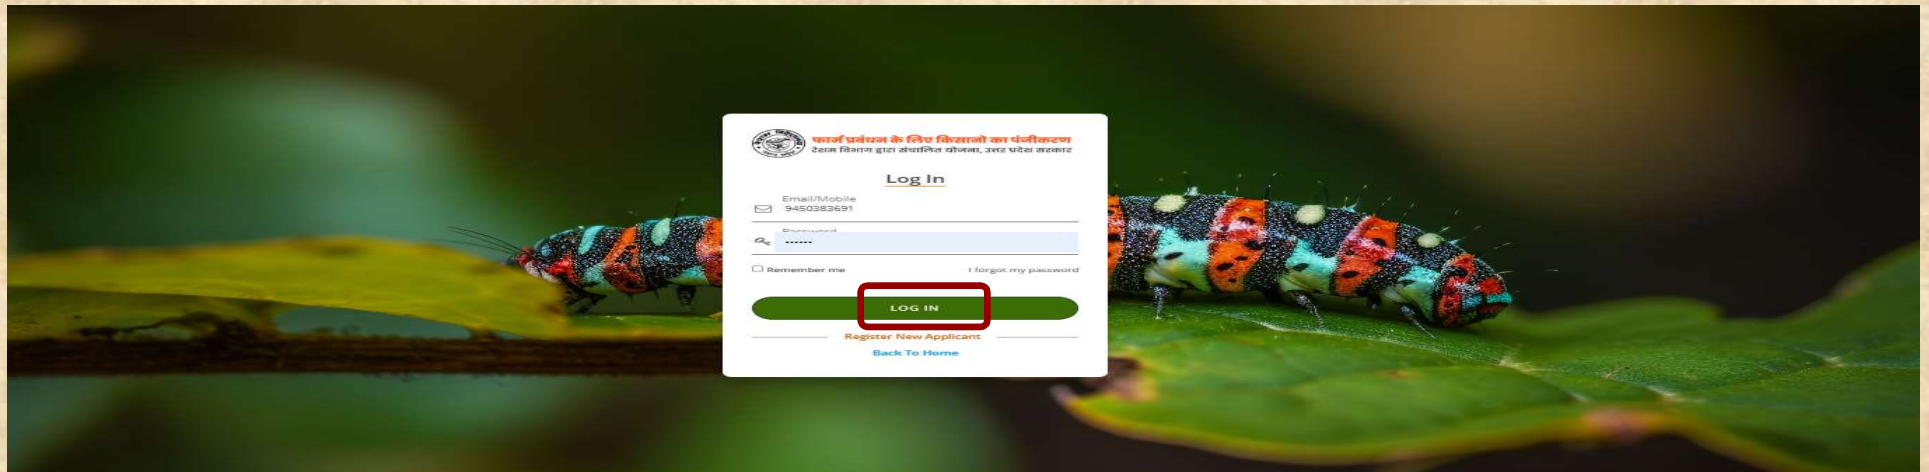 फार्म प्रबंधन के लिए किसानो का पंजीकरण
रेशम विभाग द्वारा संचालित योजना, उत्तर प्रदेश सरकार
Log In
Email/Mobile
9450383691
Password
······
Remember me
I forgot my password
LOG IN
Register New Applicant
Back To Home